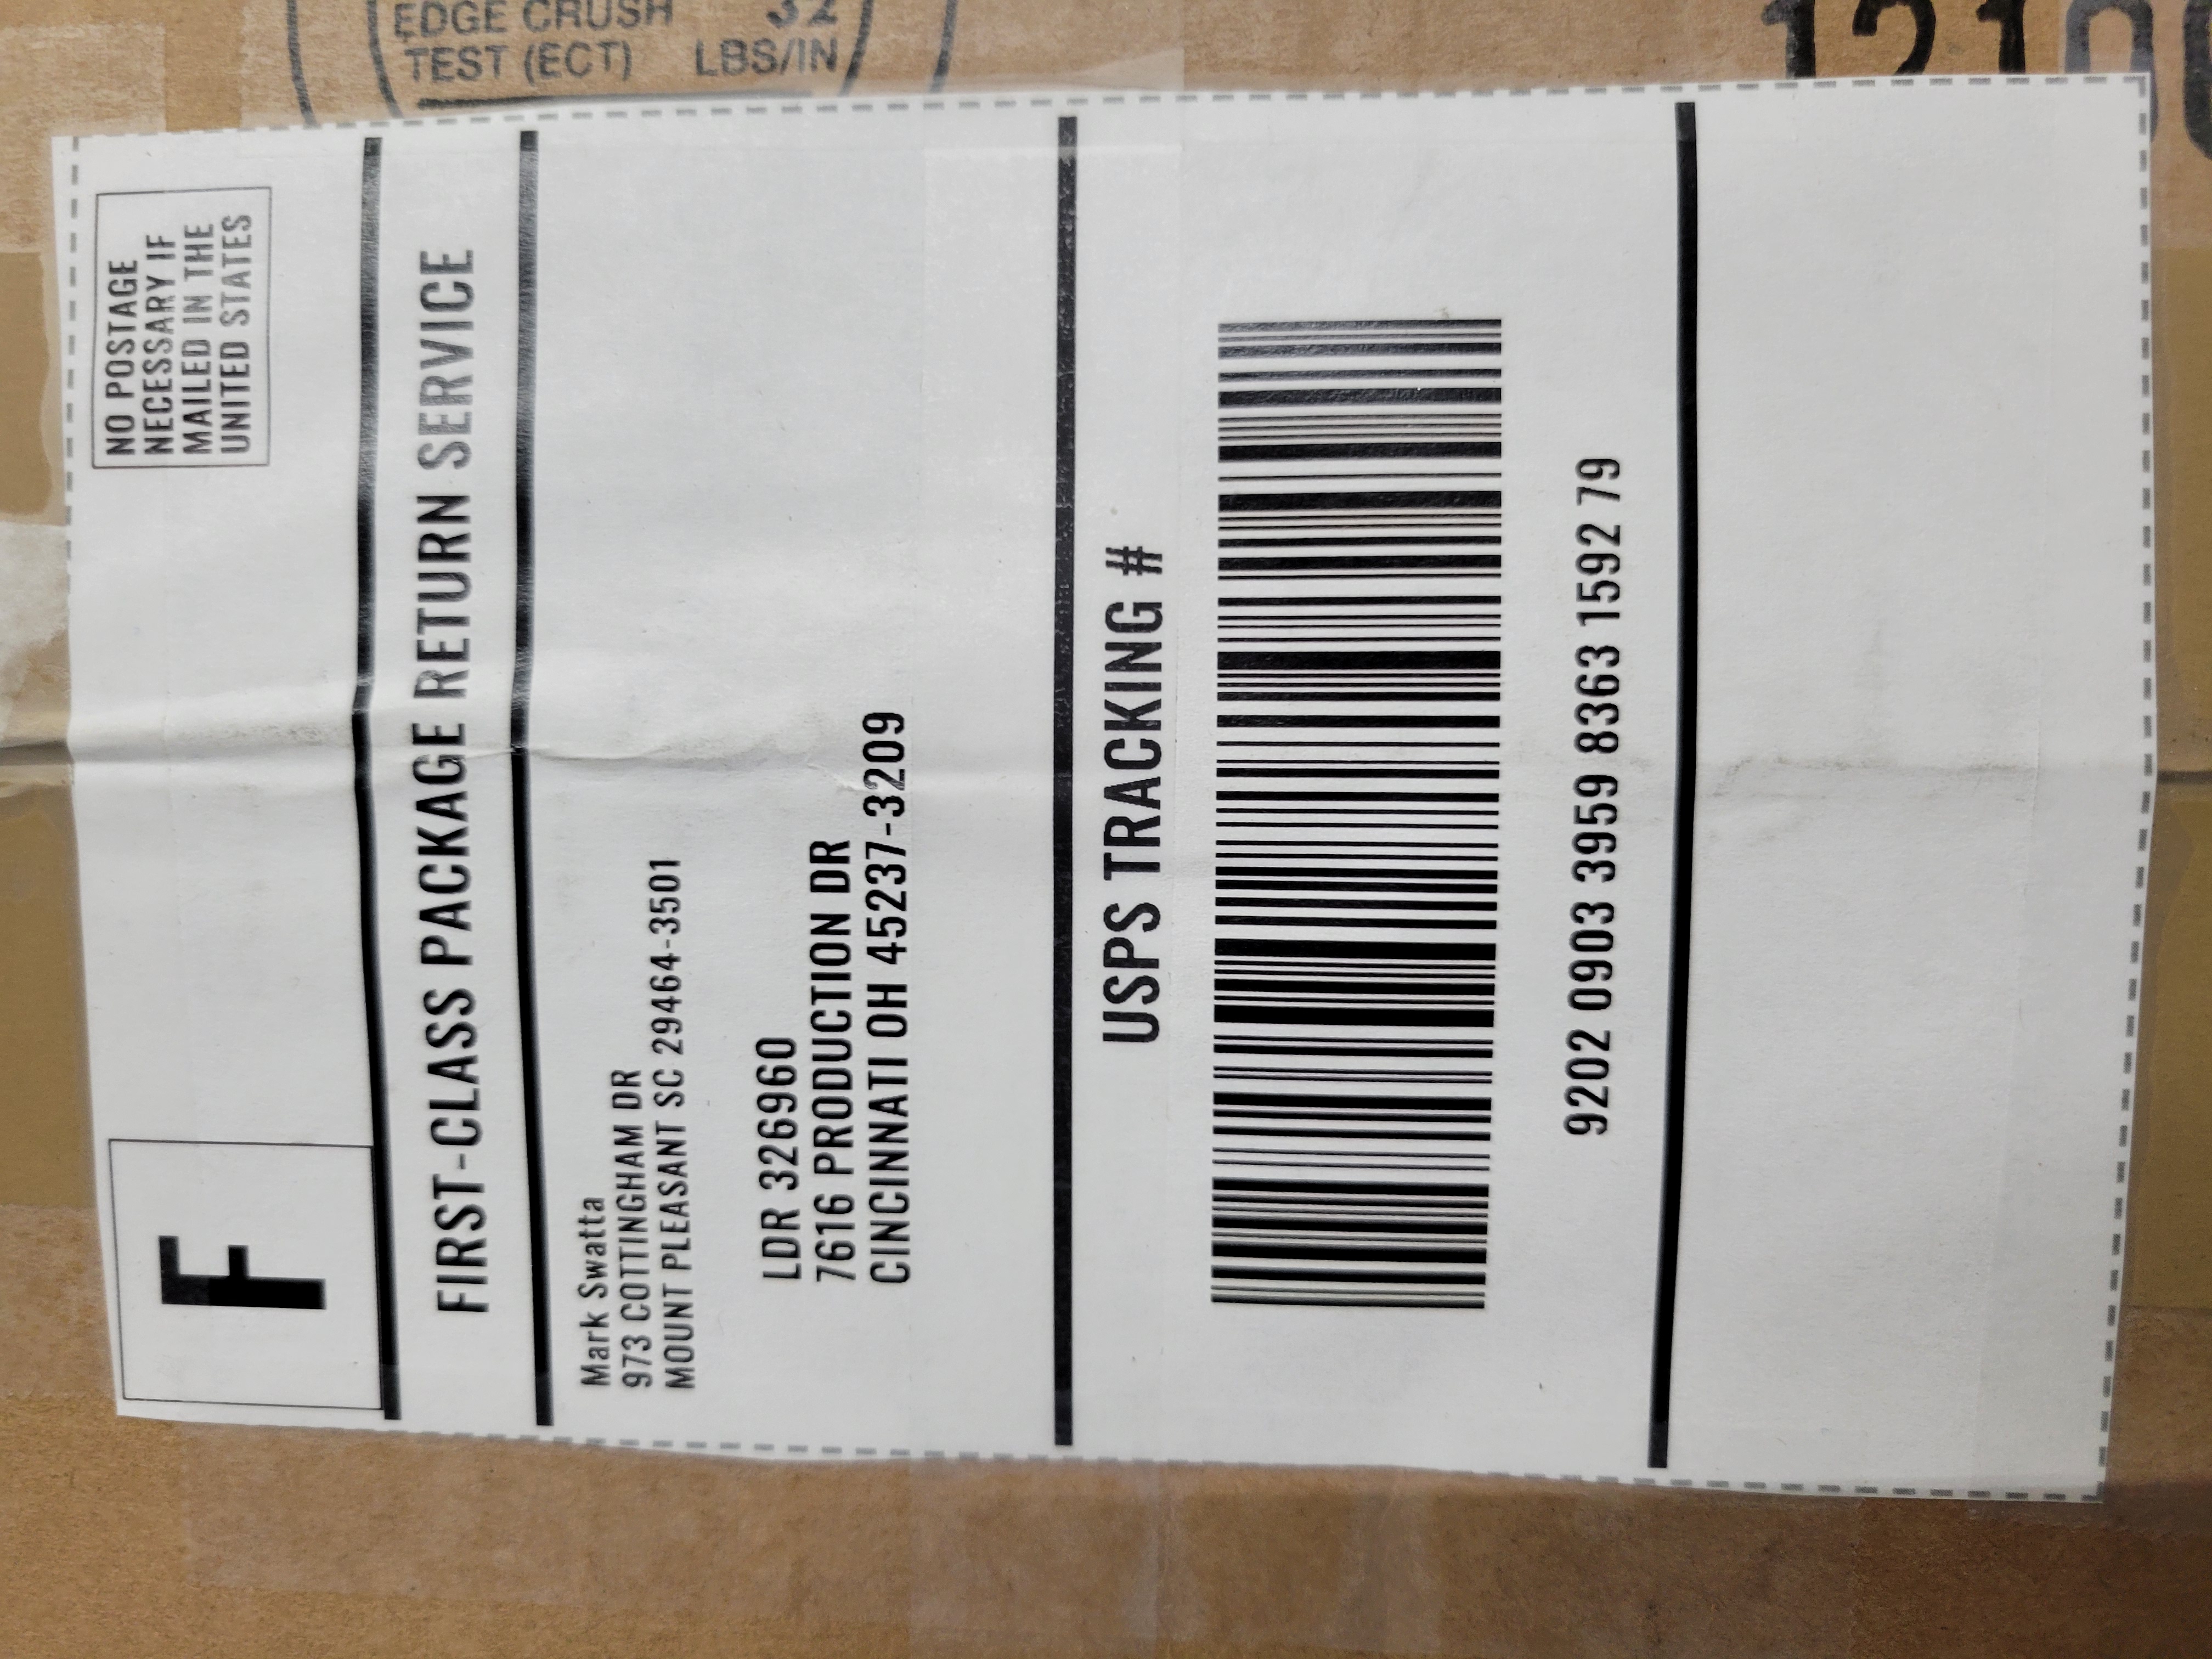 EDGE CRUSH 32
TEST (ECT) LBS/IN
F
NO POSTAGE
NECESSARY IF
MAILED IN THE
UNITED STATES
FIRST-CLASS PACKAGE RETURN SERVICE
Mark Swatta
973 COTTINGHAM DR
MOUNT PLEASANT SC 29464-3501
LDR 326960
7616 PRODUCTION DR
CINCINNATI OH 45237-3209
USPS TRACKING #
9202 0903 3959 8363 1592 79